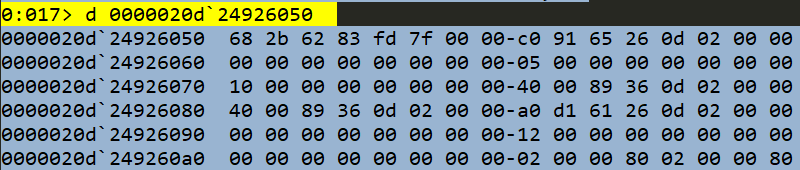 0:017> d 0000020d`24926050
0000020d`24926050  68 2b 62 83 fd 7f 00 00-c0 91 65 26 0d 02 00 00
0000020d`24926060  00 00 00 00 00 00 00 00-05 00 00 00 00 00 00 00
0000020d`24926070  10 00 00 00 00 00 00 00-40 00 89 36 0d 02 00 00
0000020d`24926080  40 00 89 36 0d 02 00 00-a0 d1 61 26 0d 02 00 00
0000020d`24926090  00 00 00 00 00 00 00 00-12 00 00 00 00 00 00 00
0000020d`249260a0  00 00 00 00 00 00 00 00-02 00 00 80 02 00 00 80